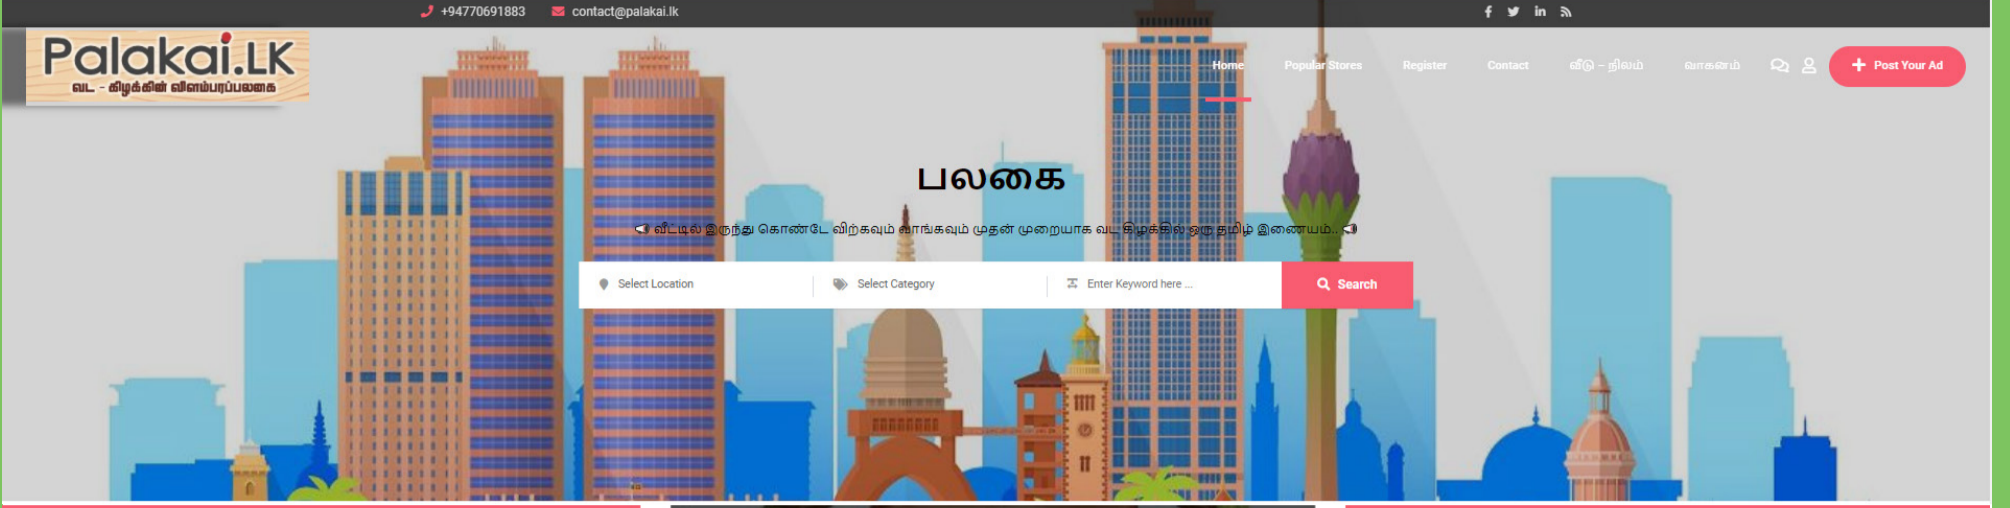 +94770691883 contact@palakai.lk
Palakai.LK
வட - கிழக்கின் விளம்பரப்பலகை
Home Popular Stores Register Contact வீடு – நிலம் வாகனம் Post Your Ad
பலகை
வீட்டில் இருந்து கொண்டே விற்கவும் வாங்கவும் முதன் முறையாக வட கிழக்கில் ஒரு தமிழ் இணையம்..
Select Location Select Category Enter Keyword here ... Search